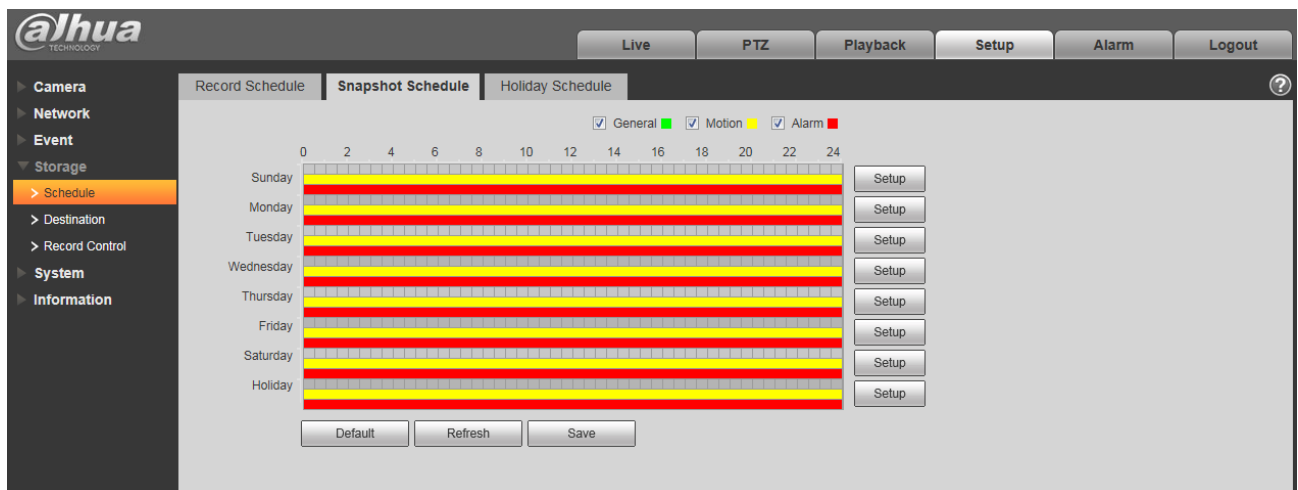 alhua
TECHNOLOGY
Live PTZ Playback Setup Alarm Logout
Camera
Network
Event
Storage
> Schedule
> Destination
> Record Control
System
Information
Record Schedule Snapshot Schedule Holiday Schedule ?
General Motion Alarm
0 2 4 6 8 10 12 14 16 18 20 22 24
Sunday Setup
Monday Setup
Tuesday Setup
Wednesday Setup
Thursday Setup
Friday Setup
Saturday Setup
Holiday Setup
Default Refresh Save